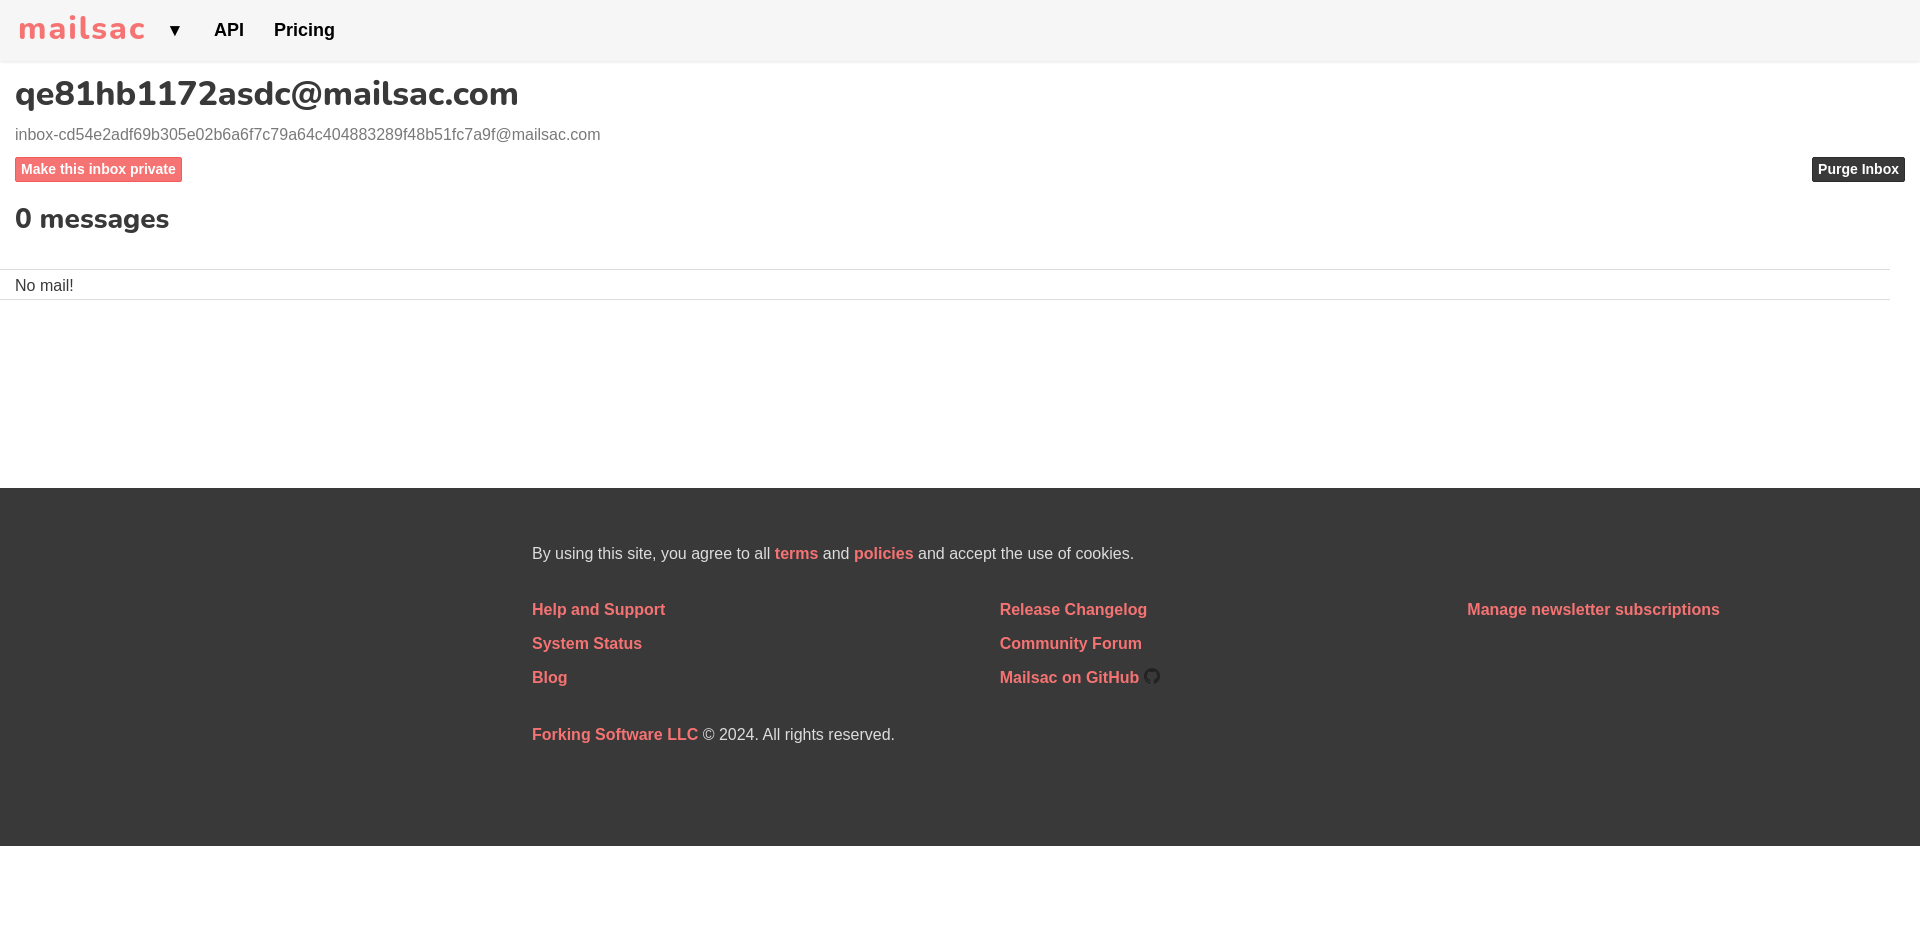 mailsac ▼ API Pricing
qe81hb1172asdc@mailsac.com
inbox-cd54e2adf69b305e02b6a6f7c79a64c404883289f48b51fc7a9f@mailsac.com
Make this inbox private Purge Inbox
0 messages
No mail!
By using this site, you agree to all terms and policies and accept the use of cookies.
Help and Support Release Changelog Manage newsletter subscriptions
System Status Community Forum
Blog Mailsac on GitHub
Forking Software LLC © 2024. All rights reserved.